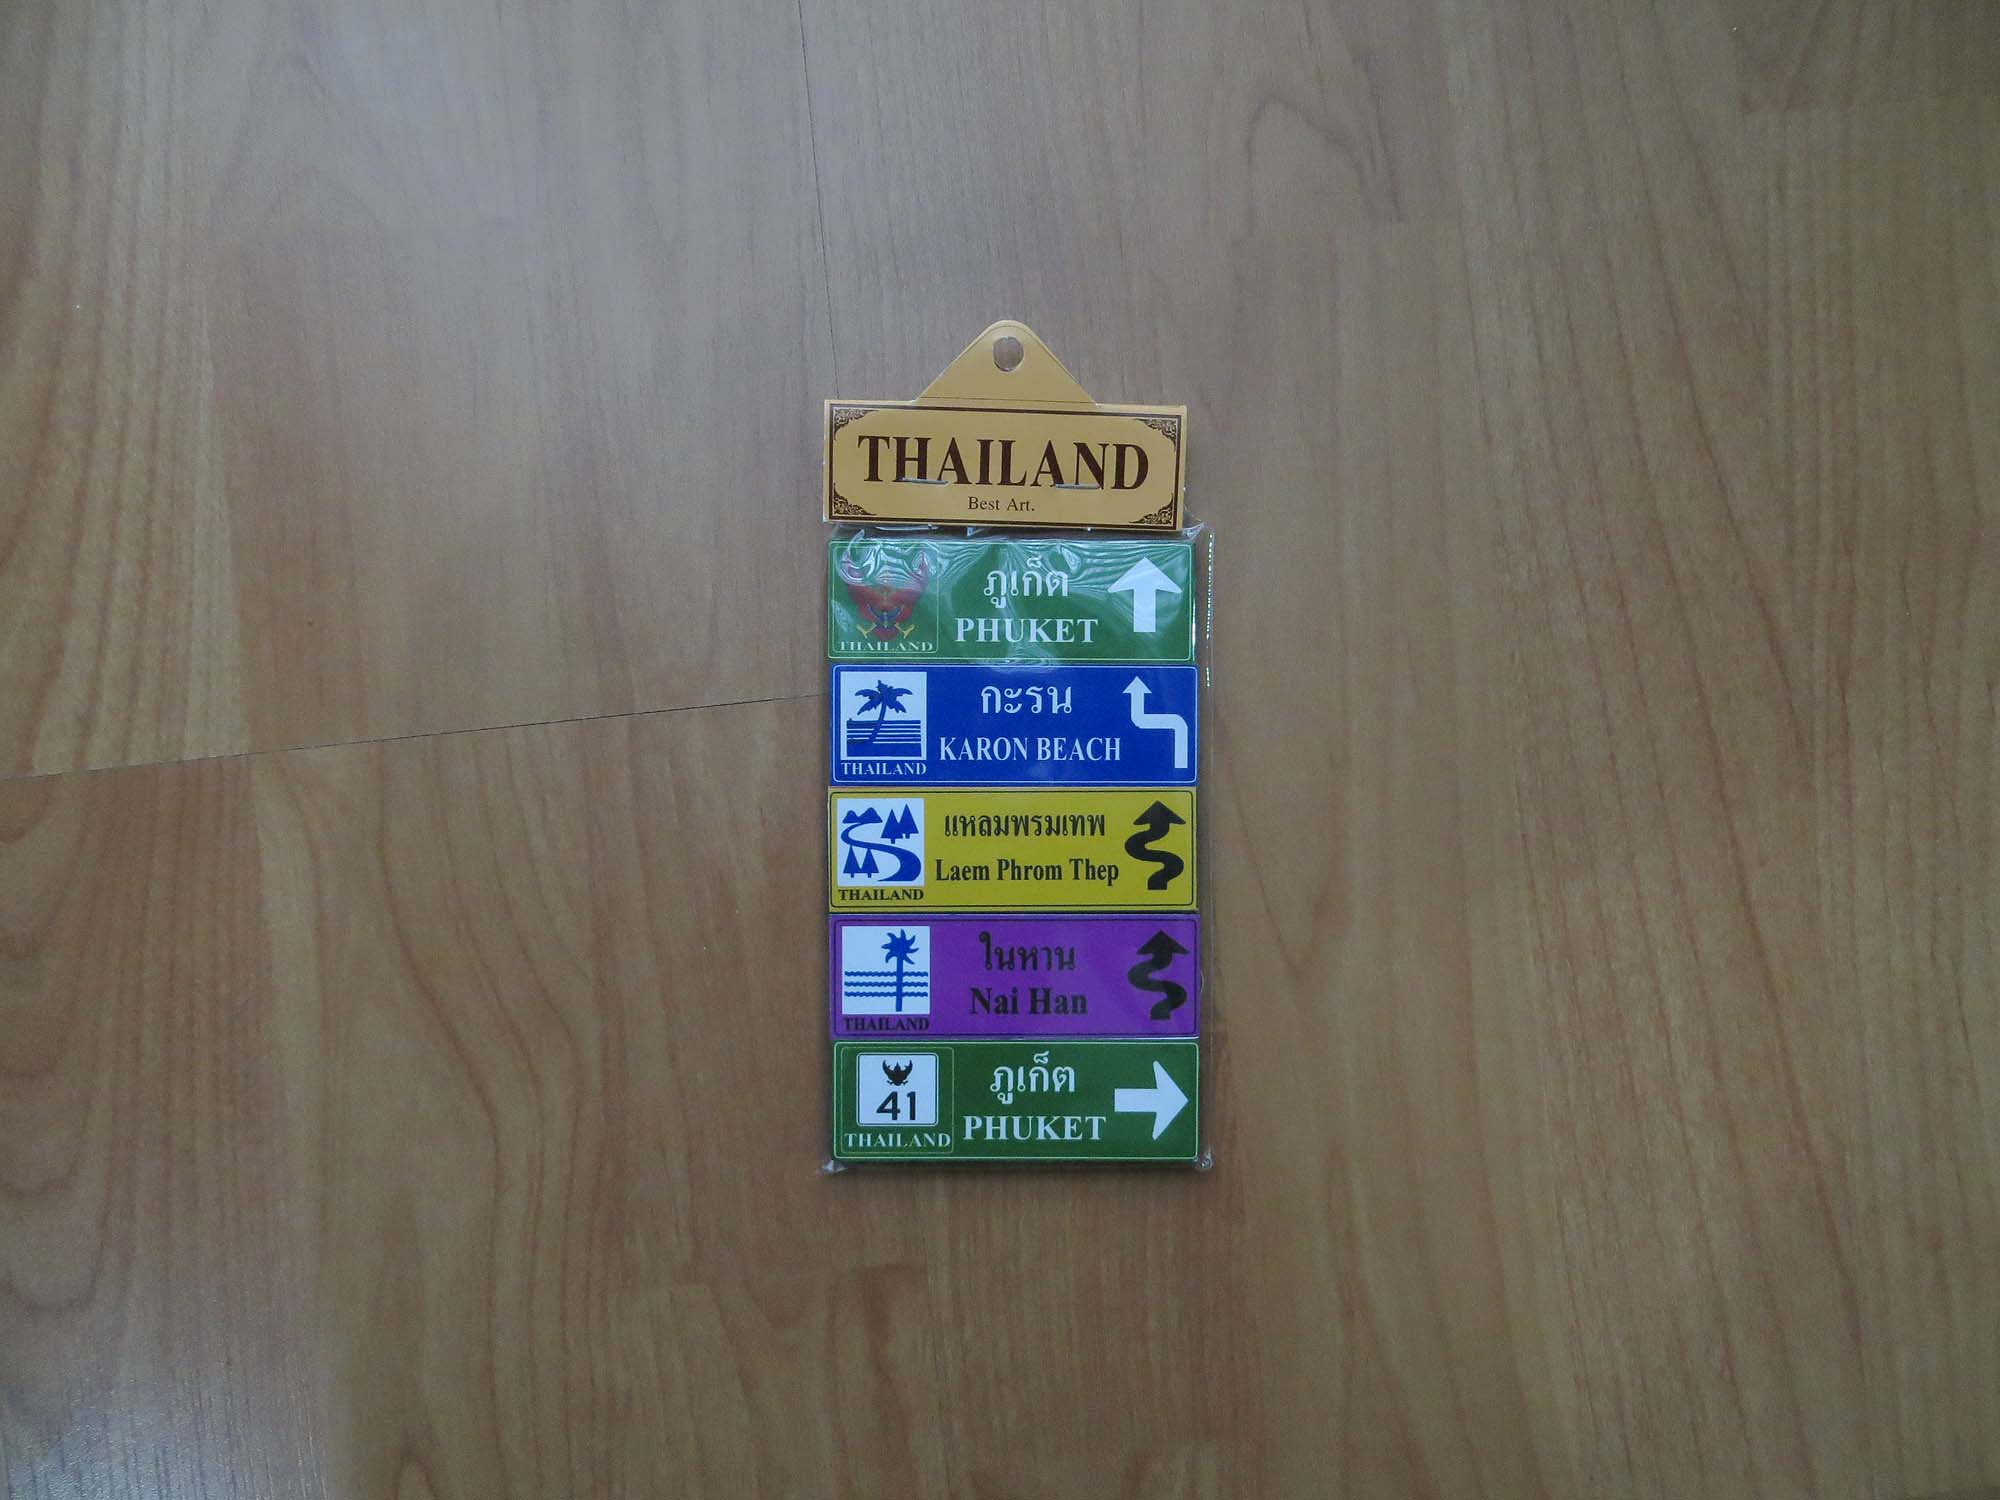 THAILAND
Best Art.
ภูเก็ต
PHUKET
THAILAND
กะรน
KARON BEACH
THAILAND
แหลมพรมเทพ
Laem Phrom Thep
THAILAND
ในหาน
Nai Han
THAILAND
41
ภูเก็ต
PHUKET
THAILAND